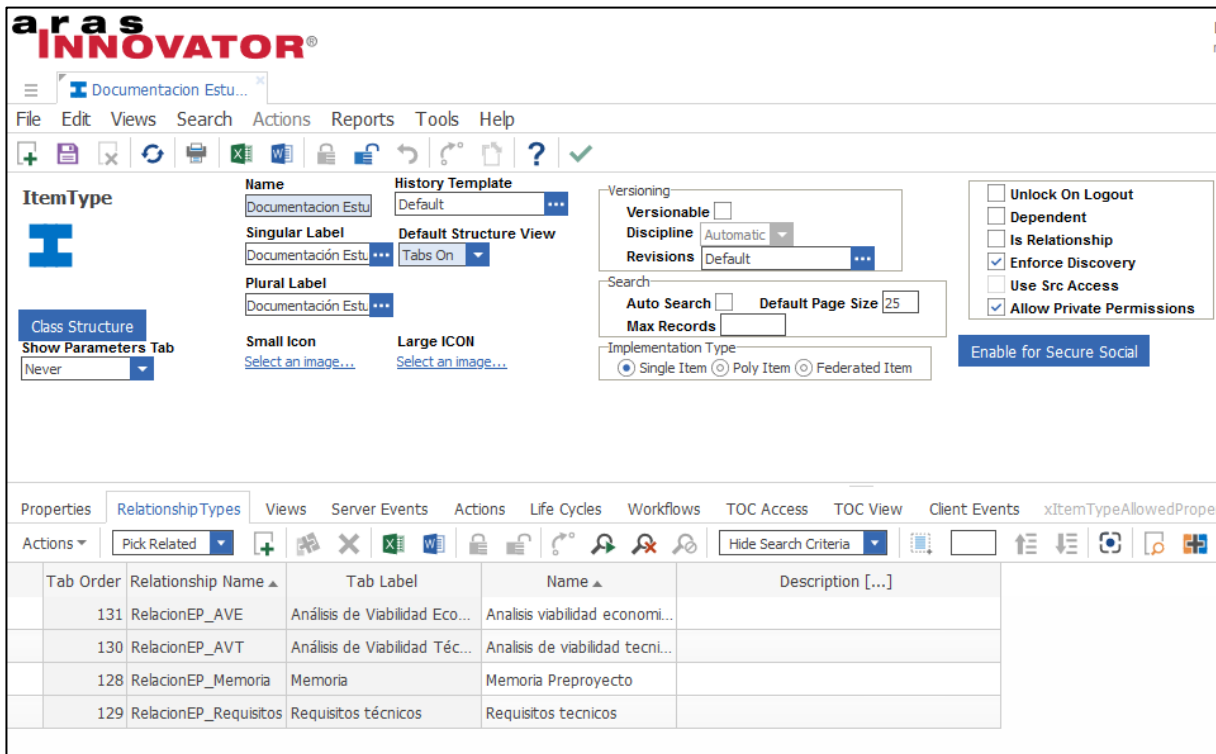 aras
INNOVATOR®
Documentacion Estu...
File Edit Views Search Actions Reports Tools Help
ItemType
Name
Documentacion Estu
History Template
Default
Singular Label
Documentación Estu
Default Structure View
Tabs On
Plural Label
Documentación Estu
Class Structure
Show Parameters Tab
Never
Small Icon
Select an image...
Large ICON
Select an image...
Versioning
Versionable
Discipline Automatic
Revisions Default
Search
Auto Search Default Page Size 25
Max Records
Implementation Type
Single Item Poly Item Federated Item
Unlock On Logout
Dependent
Is Relationship
Enforce Discovery
Use Src Access
Allow Private Permissions
Enable for Secure Social
Properties RelationshipTypes Views Server Events Actions Life Cycles Workflows TOC Access TOC View Client Events xItemTypeAllowedPrope
Actions Pick Related Hide Search Criteria
Tab Order Relationship Name Tab Label Name Description [...]
131 RelacionEP_AVE Análisis de Viabilidad Eco... Analisis viabilidad economi...
130 RelacionEP_AVT Análisis de Viabilidad Téc... Analisis de viabilidad tecni...
128 RelacionEP_Memoria Memoria Memoria Preproyecto
129 RelacionEP_Requisitos Requisitos técnicos Requisitos tecnicos